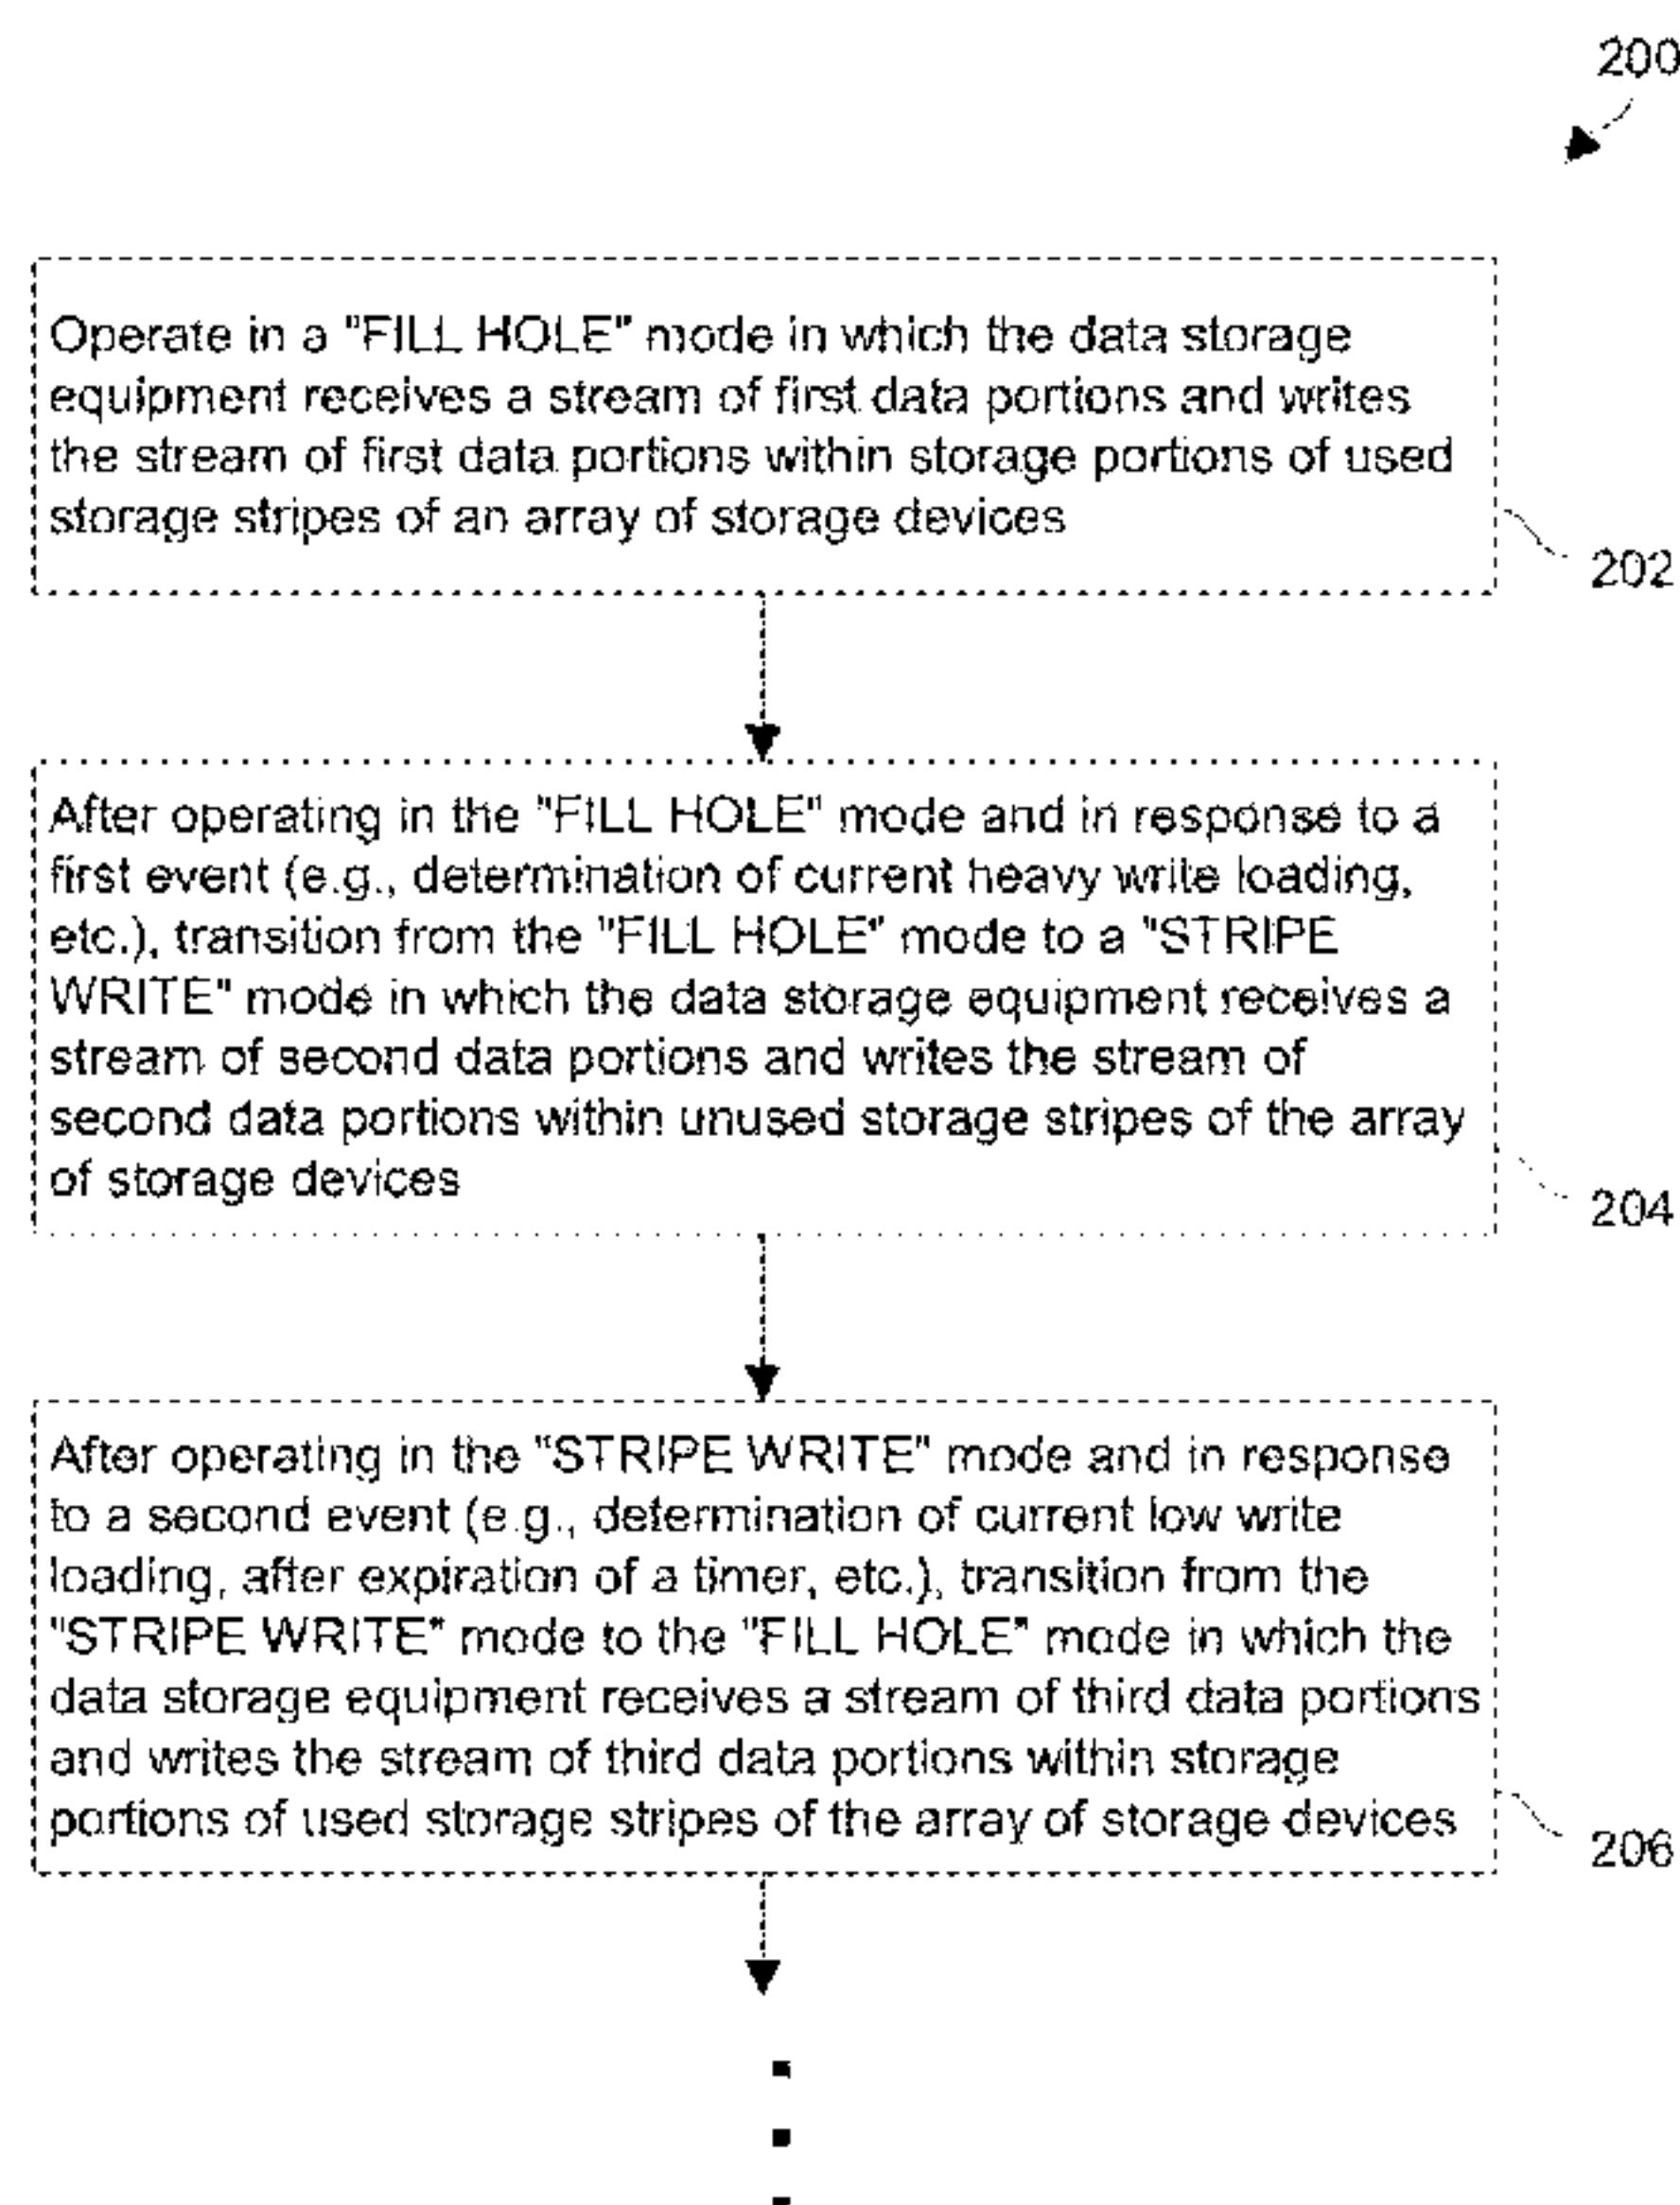 200
Operate in a "FILL HOLE" mode in which the data storage
equipment receives a stream of first data portions and writes
the stream of first data portions within storage portions of used
storage stripes of an array of storage devices
202
After operating in the "FILL HOLE" mode and in response to a
first event (e.g., determination of current heavy write loading,
etc.), transition from the "FILL HOLE" mode to a "STRIPE
WRITE" mode in which the data storage equipment receives a
stream of second data portions and writes the stream of
second data portions within unused storage stripes of the array
of storage devices
204
After operating in the "STRIPE WRITE" mode and in response
to a second event (e.g., determination of current low write
loading, after expiration of a timer, etc.), transition from the
"STRIPE WRITE" mode to the "FILL HOLE" mode in which the
data storage equipment receives a stream of third data portions
and writes the stream of third data portions within storage
portions of used storage stripes of the array of storage devices
206